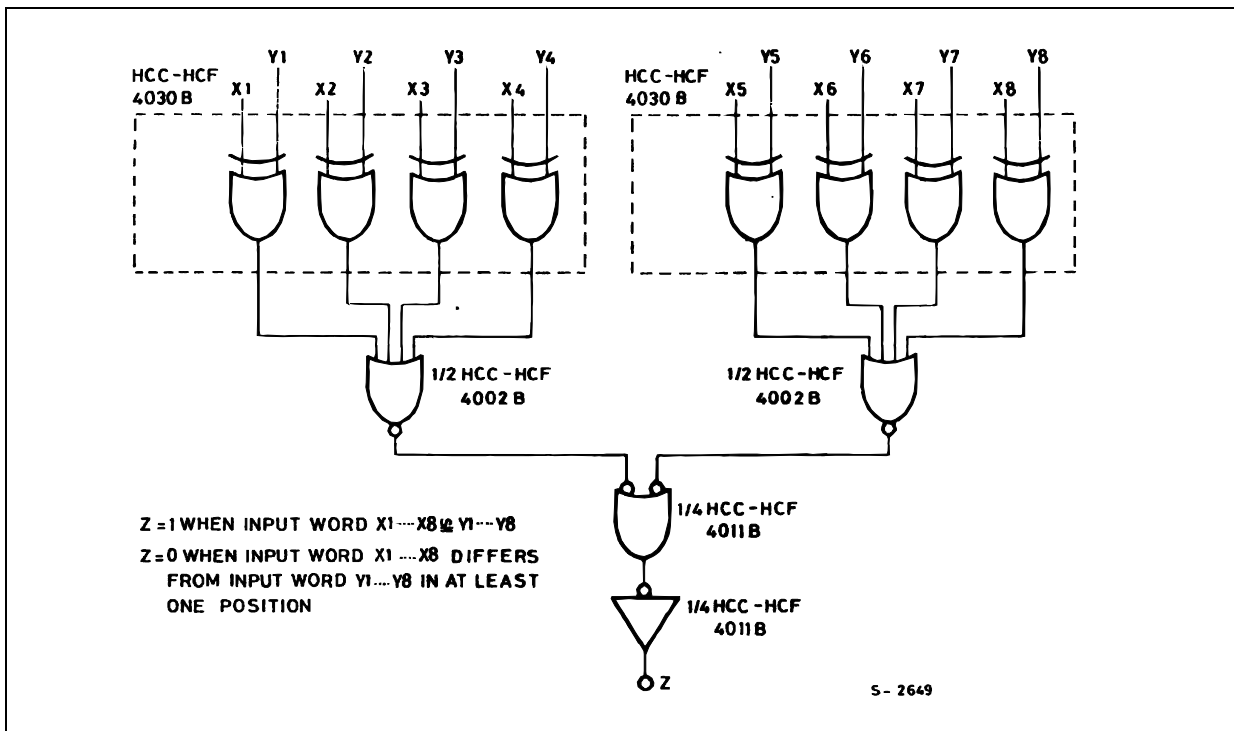 HCC-HCF
4030 B
X1 Y1 X2 Y2 X3 Y3 X4 Y4
HCC-HCF
4030 B
X5 Y5 X6 Y6 X7 Y7 X8 Y8
1/2 HCC-HCF
4002 B
1/2 HCC-HCF
4002 B
1/4 HCC-HCF
4011 B
Z = 1 WHEN INPUT WORD X1 ···· X8 Y1 ···· Y8
Z = 0 WHEN INPUT WORD X1 ···· X8 DIFFERS
FROM INPUT WORD Y1 .... Y8 IN AT LEAST
ONE POSITION
1/4 HCC-HCF
4011 B
Z
S- 2649